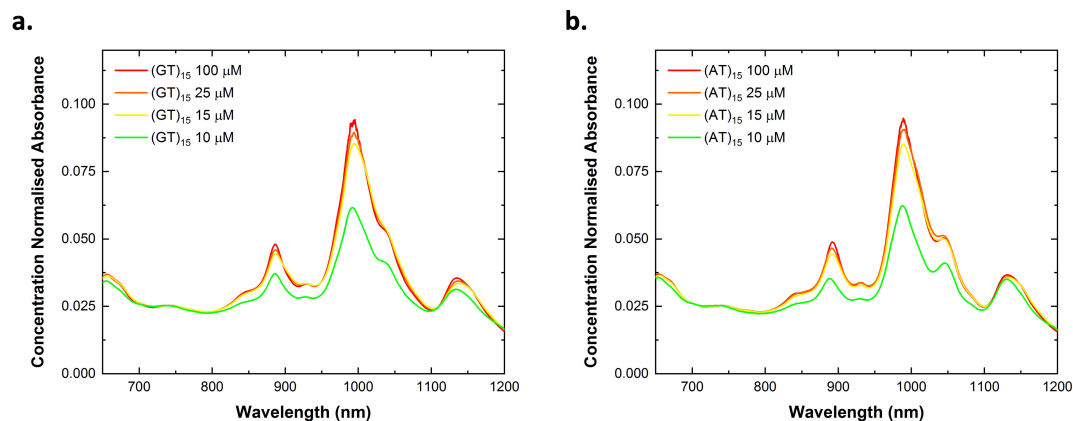 a.
(GT)₁₅ 100 μM
(GT)₁₅ 25 μM
(GT)₁₅ 15 μM
(GT)₁₅ 10 μM
0.100
0.075
0.050
0.025
0.000
Concentration Normalised Absorbance
700 800 900 1000 1100 1200
Wavelength (nm)
b.
(AT)₁₅ 100 μM
(AT)₁₅ 25 μM
(AT)₁₅ 15 μM
(AT)₁₅ 10 μM
0.100
0.075
0.050
0.025
0.000
Concentration Normalised Absorbance
700 800 900 1000 1100 1200
Wavelength (nm)